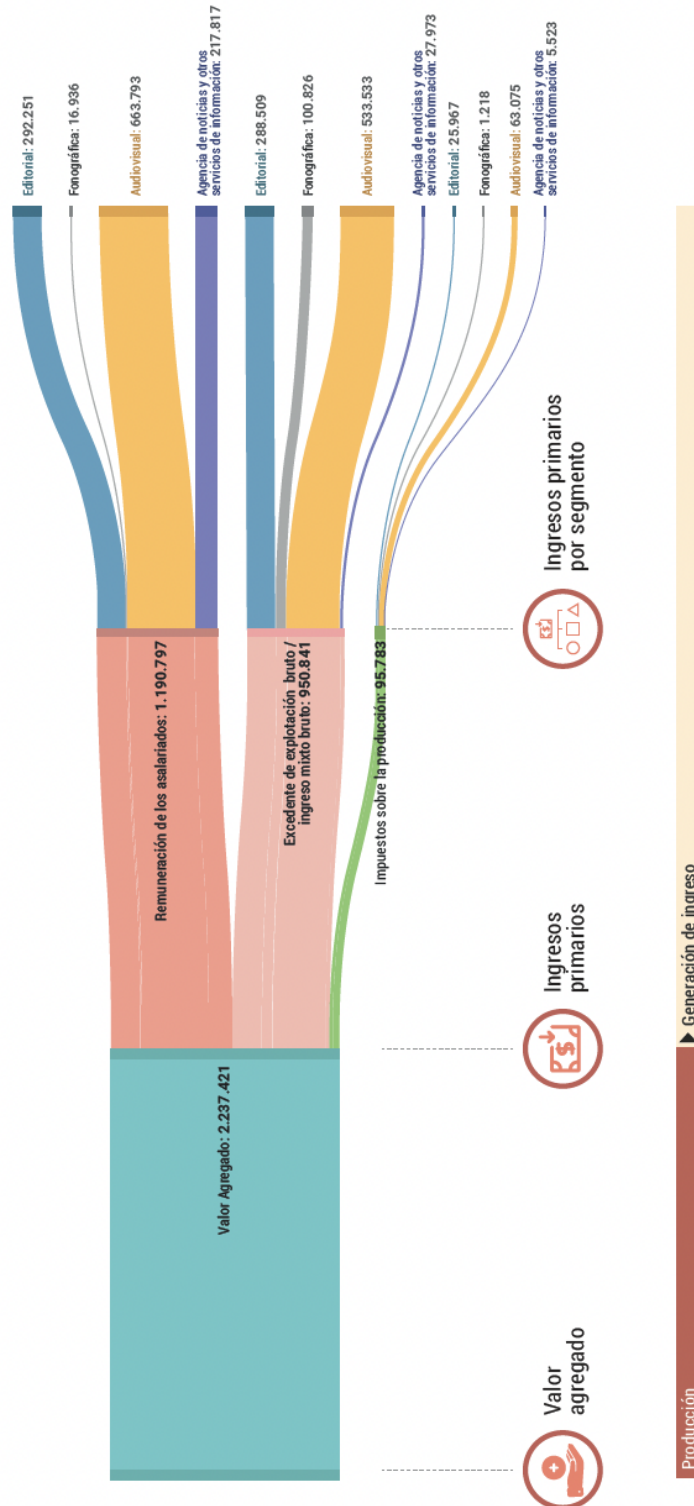 Valor Agregado: 2.237.421
Remuneración de los asalariados: 1.190.797
Excedente de explotación bruto /
ingreso mixto bruto: 950.841
Impuestos sobre la producción: 95.783
Editorial: 292.251
Fonográfica: 16.936
Audiovisual: 663.793
Agencia de noticias y otros
servicios de información: 217.817
Editorial: 288.509
Fonográfica: 100.826
Audiovisual: 533.533
Agencia de noticias y otros
servicios de información: 27.973
Editorial: 25.967
Fonográfica: 1.218
Audiovisual: 63.075
Agencia de noticias y otros
servicios de información: 5.523
Valor
agregado
Ingresos
primarios
Ingresos primarios
por segmento
Producción
Generación de ingreso